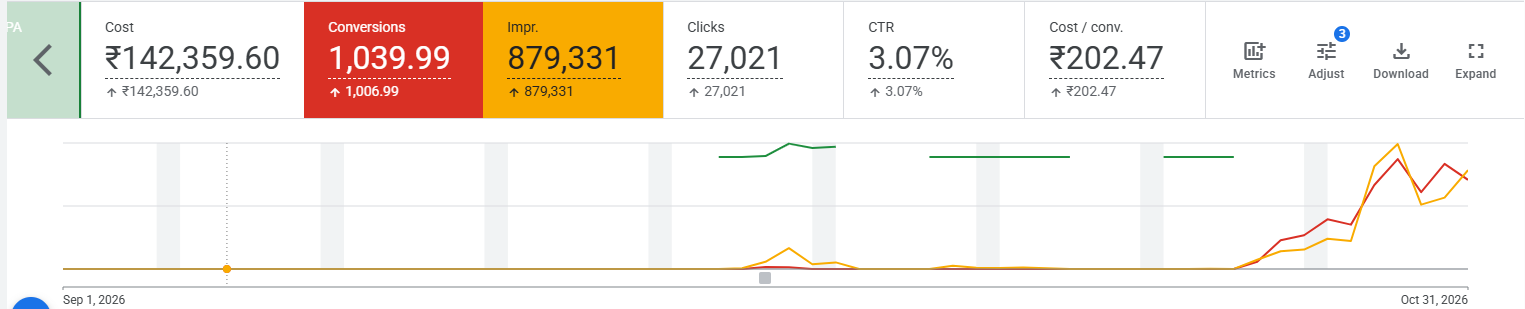 PA
Cost
₹142,359.60
↑ ₹142,359.60
Conversions
1,039.99
↑ 1,006.99
Impr.
879,331
↑ 879,331
Clicks
27,021
↑ 27,021
CTR
3.07%
↑ 3.07%
Cost / conv.
₹202.47
↑ ₹202.47
3
Metrics
Adjust
Download
Expand
Sep 1, 2026
Oct 31, 2026